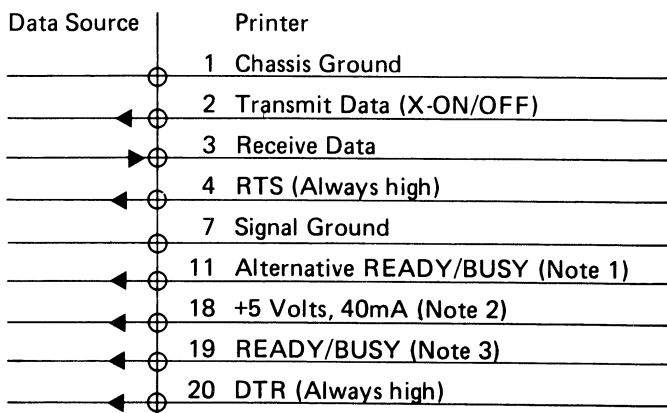 Data Source Printer
1 Chassis Ground
2 Transmit Data (X-ON/OFF)
3 Receive Data
4 RTS (Always high)
7 Signal Ground
11 Alternative READY/BUSY (Note 1)
18 +5 Volts, 40mA (Note 2)
19 READY/BUSY (Note 3)
20 DTR (Always high)